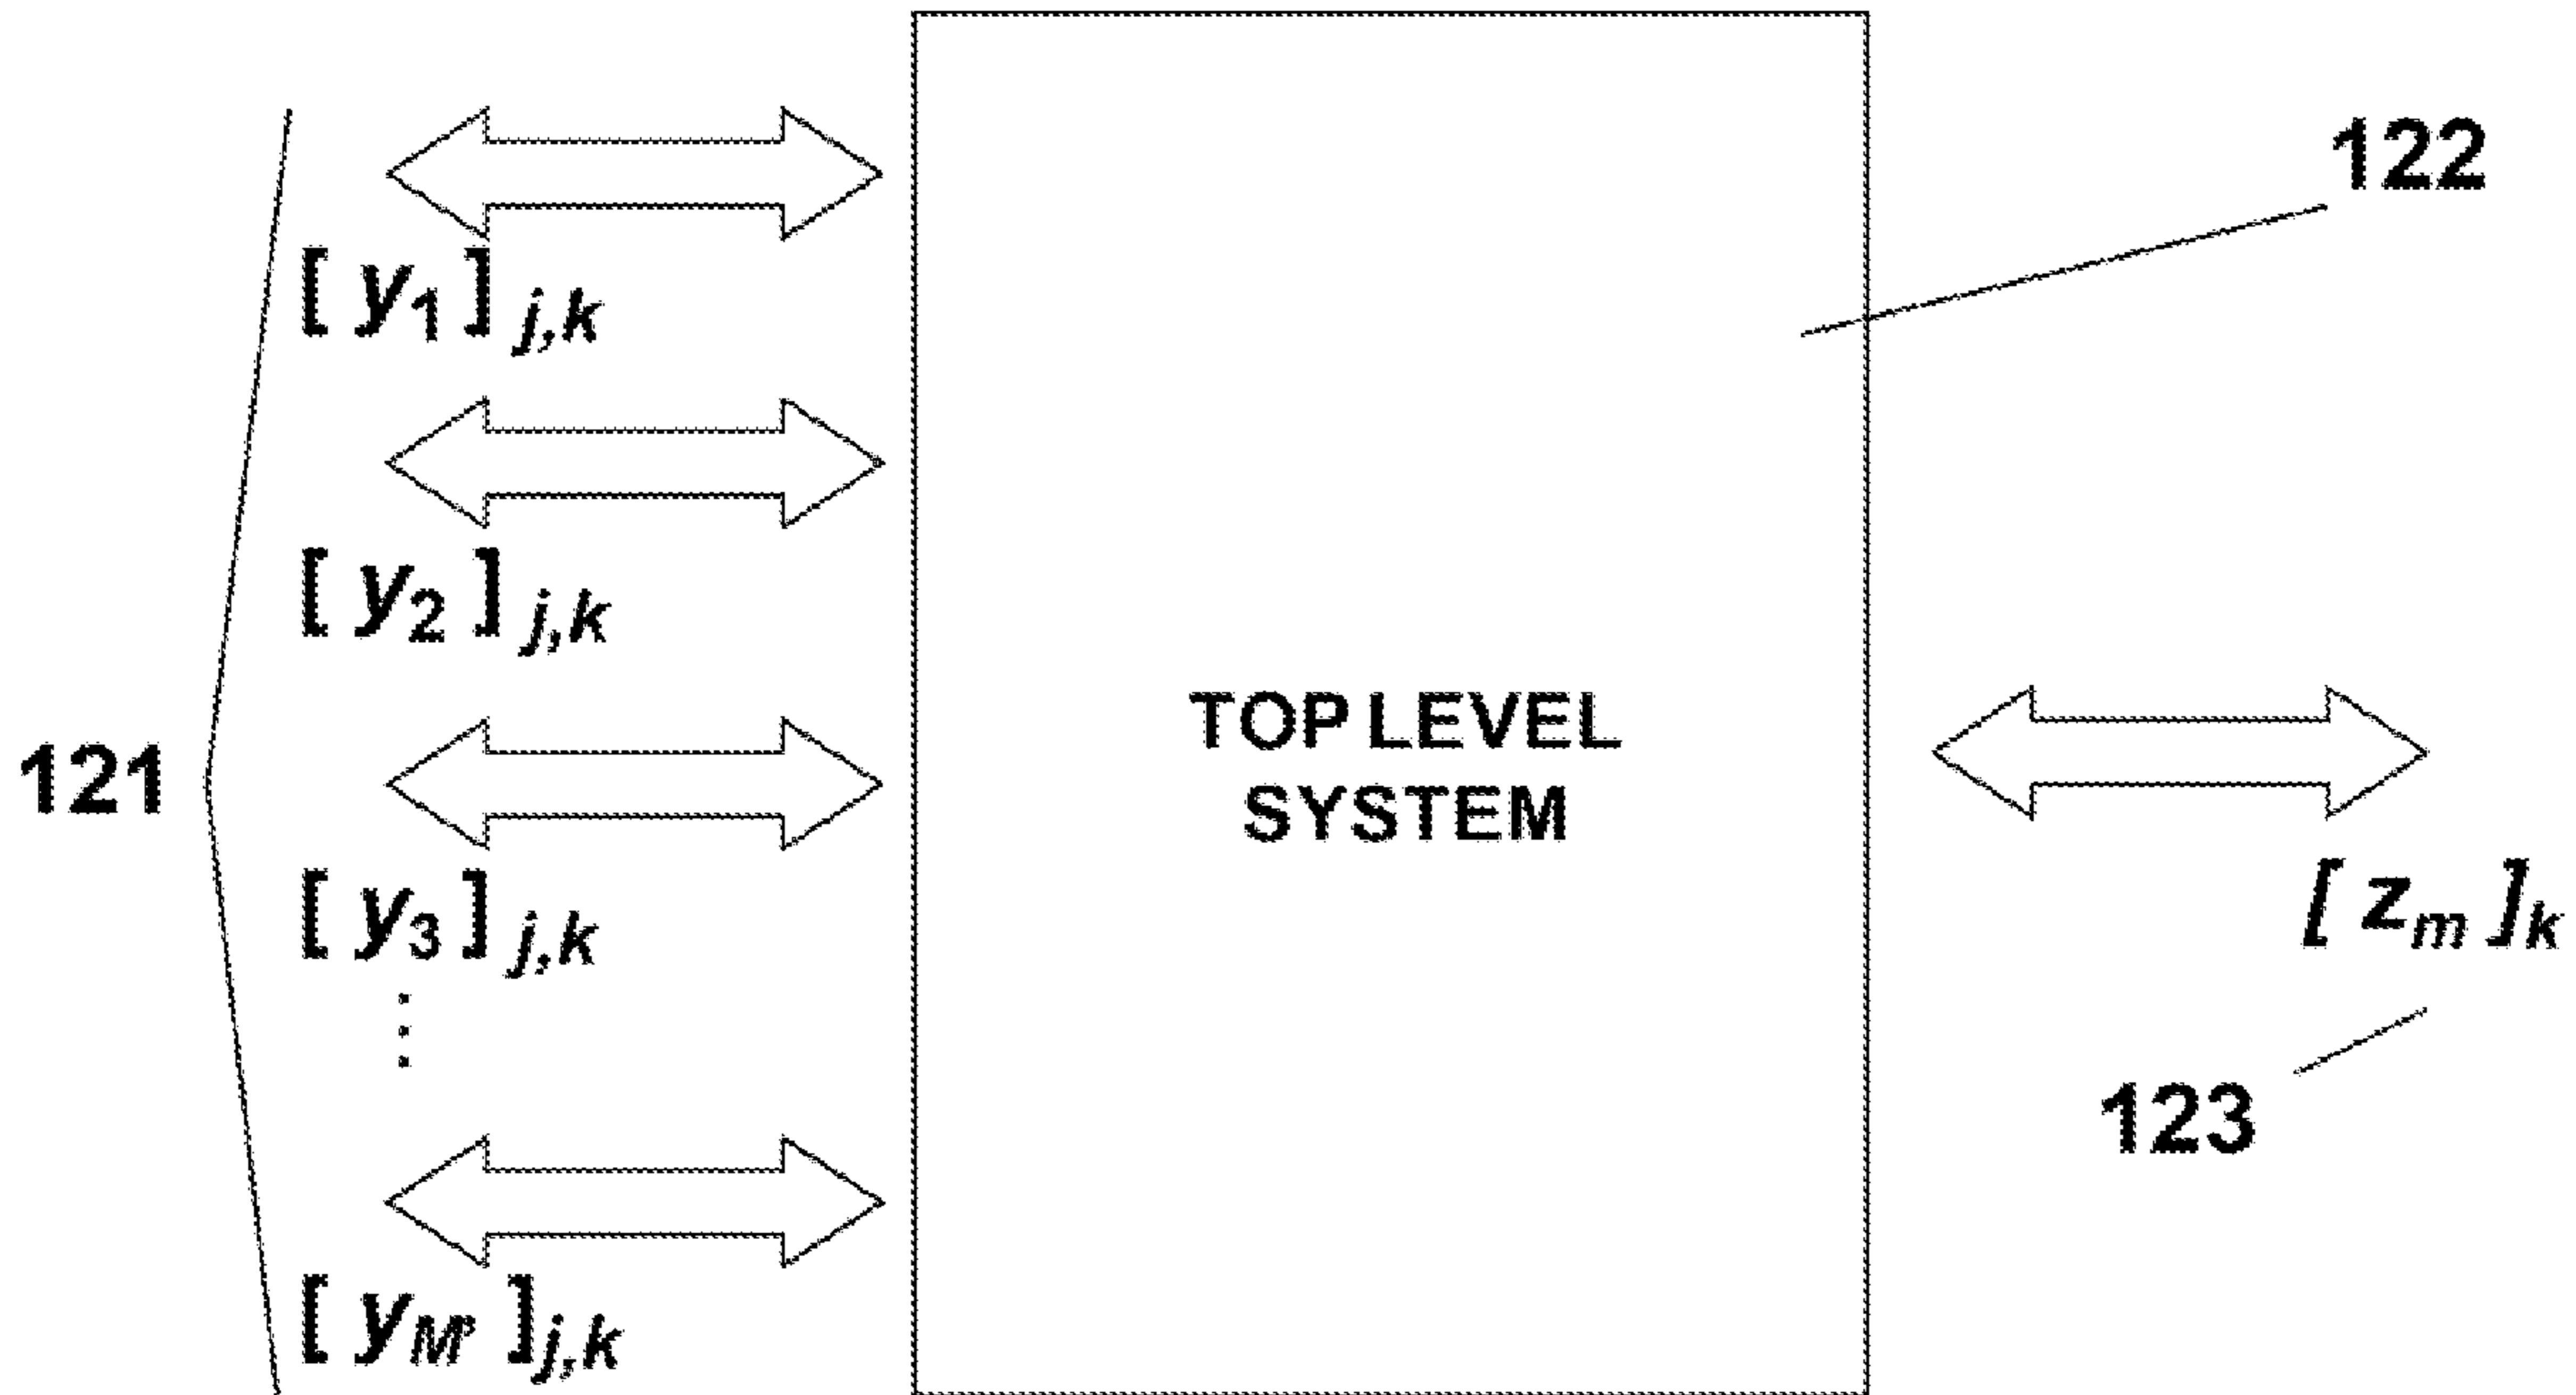 122
[ y1 ] j,k
[ y2 ] j,k
121
TOP LEVEL
SYSTEM
[ y3 ] j,k
⋮
[ zm ]k
123
[ yM' ]j,k